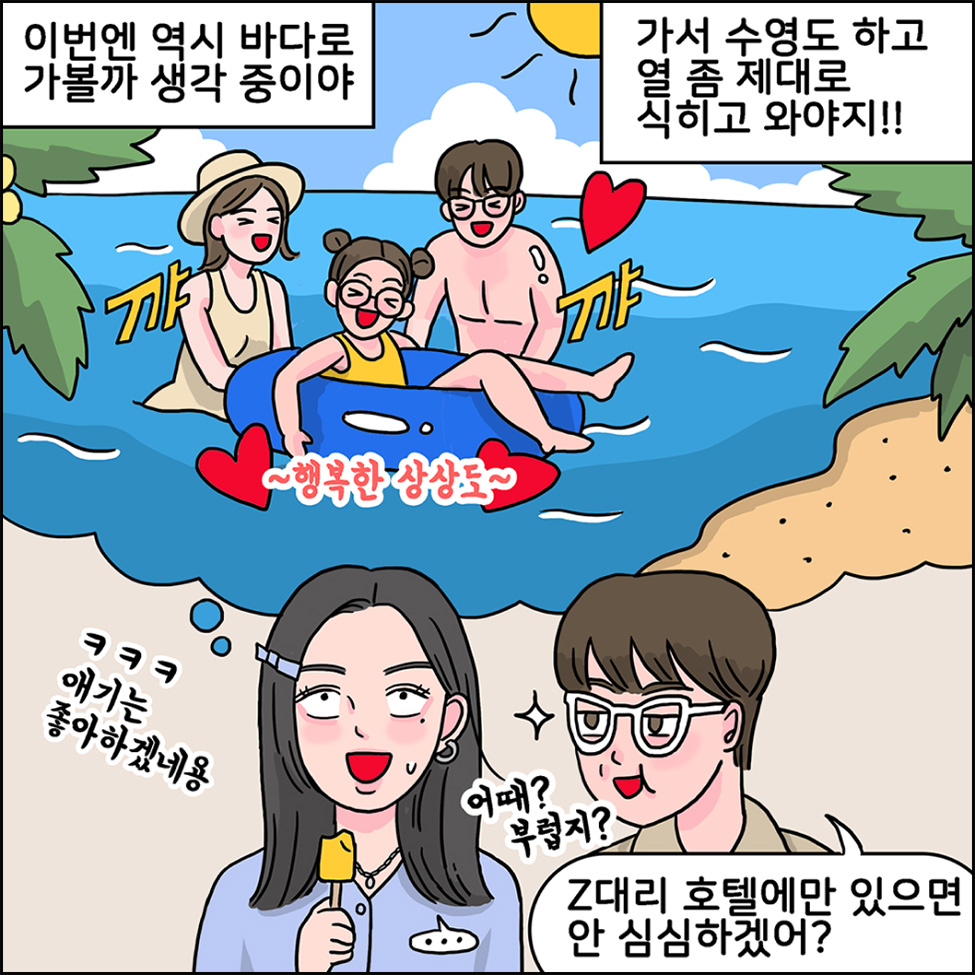 이번엔 역시 바다로
가볼까 생각 중이야
가서 수영도 하고
열 좀 제대로
식히고 와야지!!
꺄
꺄
~행복한 상상도~
ㅋㅋㅋ
애기는
좋아하겠네용
어때?
부럽지?
...
Z대리 호텔에만 있으면
안 심심하겠어?